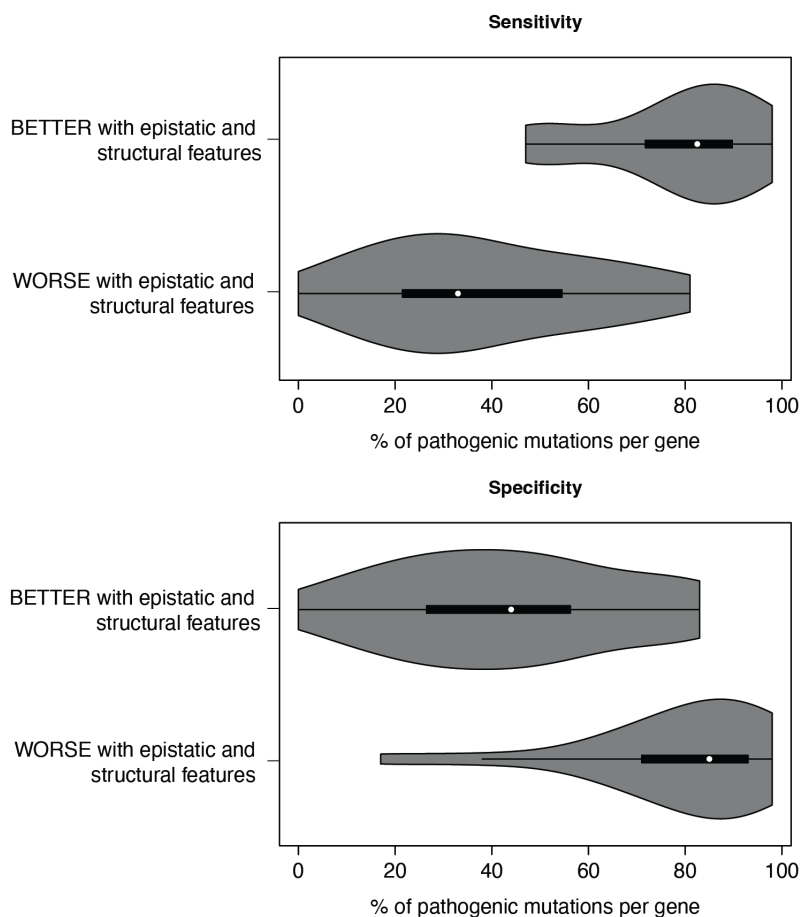 Sensitivity
BETTER with epistatic and
structural features
WORSE with epistatic and
structural features
0 20 40 60 80 100
% of pathogenic mutations per gene
Specificity
BETTER with epistatic and
structural features
WORSE with epistatic and
structural features
0 20 40 60 80 100
% of pathogenic mutations per gene